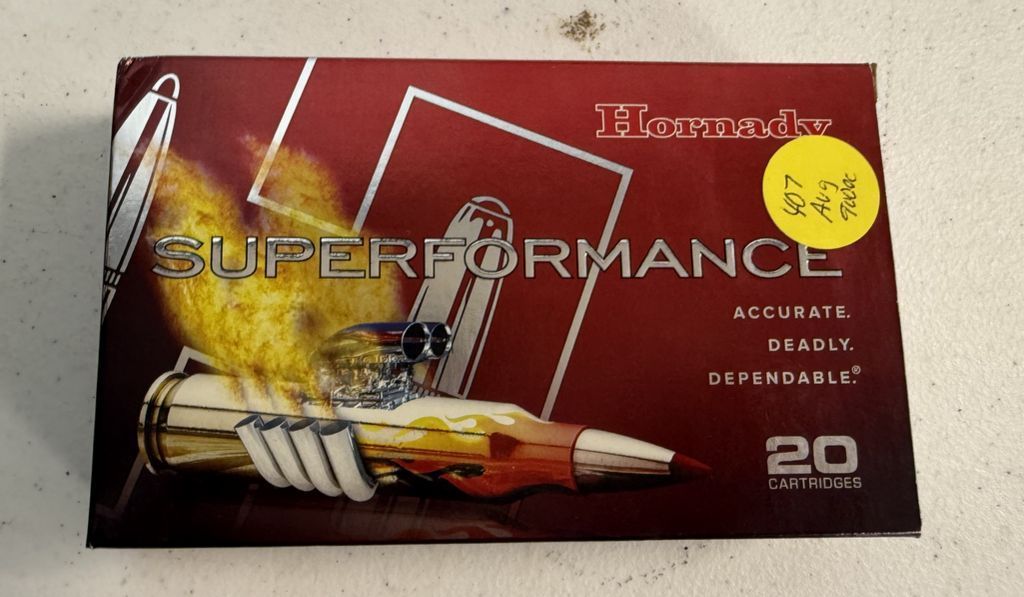 Hornady
407
Avg
SUPERFORMANCE
ACCURATE.
DEADLY.
DEPENDABLE.®
20
CARTRIDGES